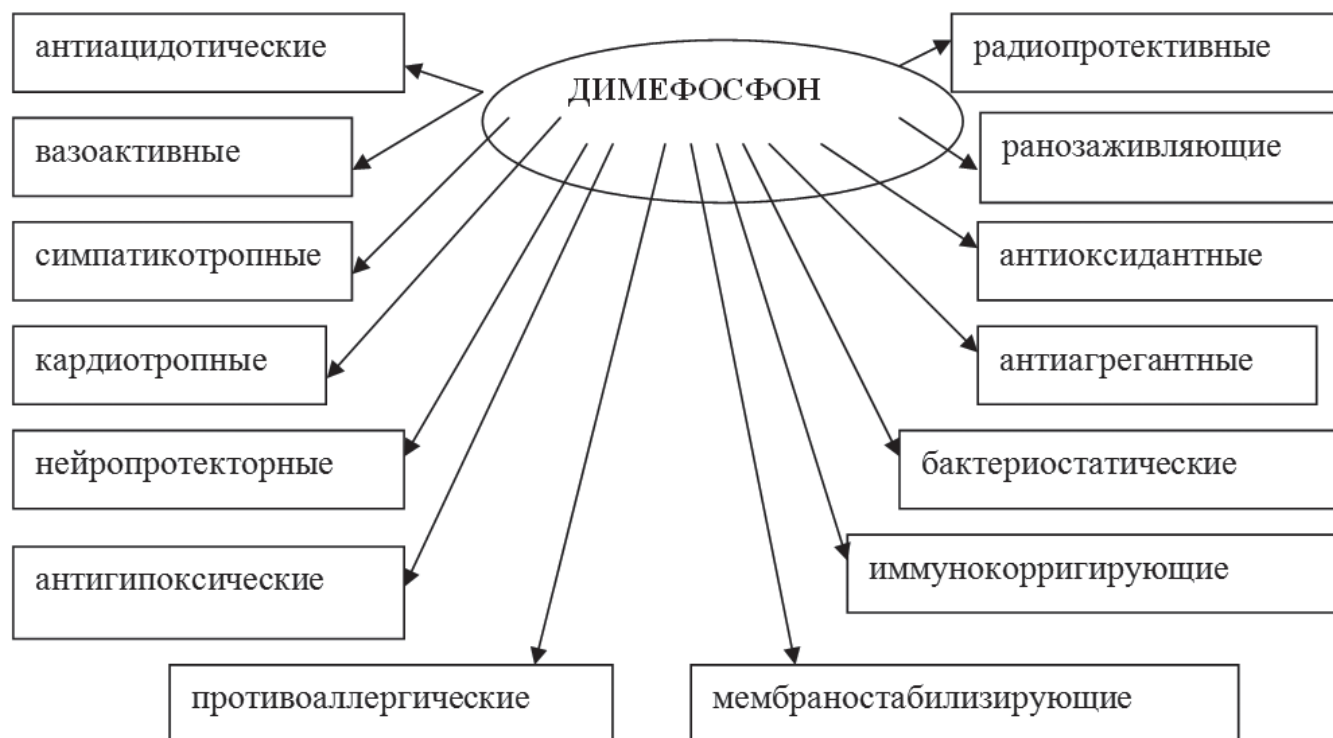 ДИМЕФОСФОН
антиацидотические
вазоактивные
симпатикотропные
кардиотропные
нейропротекторные
антигипоксические
противоаллергические
мембраностабилизирующие
иммунокорригирующие
бактериостатические
антиагрегантные
антиоксидантные
ранозаживляющие
радиопротективные